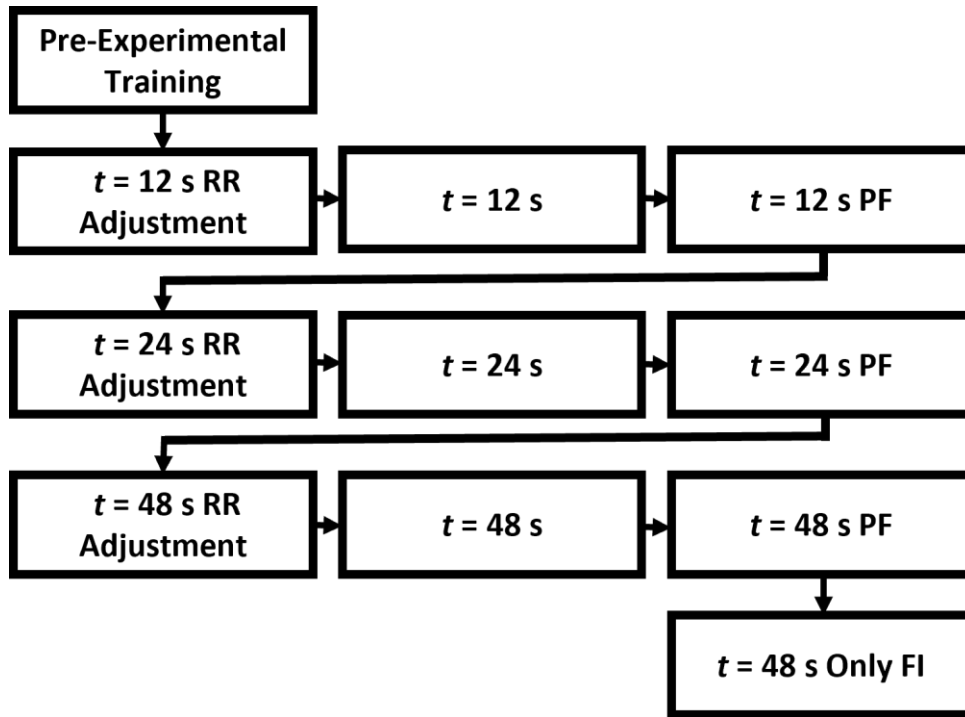 Pre-Experimental
Training
t = 12 s RR
Adjustment
t = 12 s
t = 12 s PF
t = 24 s RR
Adjustment
t = 24 s
t = 24 s PF
t = 48 s RR
Adjustment
t = 48 s
t = 48 s PF
t = 48 s Only FI